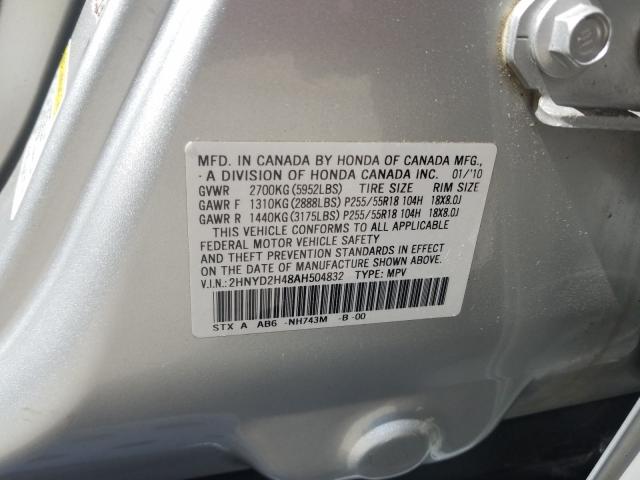 MFD. IN CANADA BY HONDA OF CANADA MFG.,
A DIVISION OF HONDA CANADA INC. 01/'10
GVWR 2700KG(5952LBS) TIRE SIZE RIM SIZE
GAWR F 1310KG(2888LBS) P255/55R18 104H 18X8.0J
GAWR R 1440KG(3175LBS) P255/55R18 104H 18X8.0J
THIS VEHICLE CONFORMS TO ALL APPLICABLE
FEDERAL MOTOR VEHICLE SAFETY
AND THEFT PREVENTION STANDARDS IN EFFECT
ON THE DATE OF MANUFACTURE SHOWN ABOVE.
V.I.N.: 2HNYD2H48AH504832 TYPE: MPV
STX A AB6 -NH743M -B -00